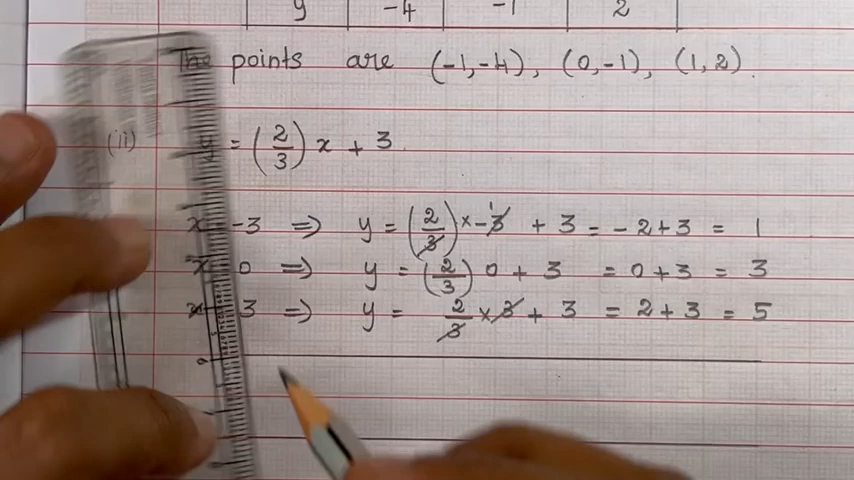 y -4 -1 2
The points are (-1,-4), (0,-1), (1,2).
(ii) y = (2/3) x + 3.
x -3 ⇒ y = (2/3) × -3 + 3 = -2+3 = 1
x 0 ⇒ y = (2/3) 0 + 3 = 0+3 = 3
x 3 ⇒ y = 2/3 × 3 + 3 = 2+3 = 5